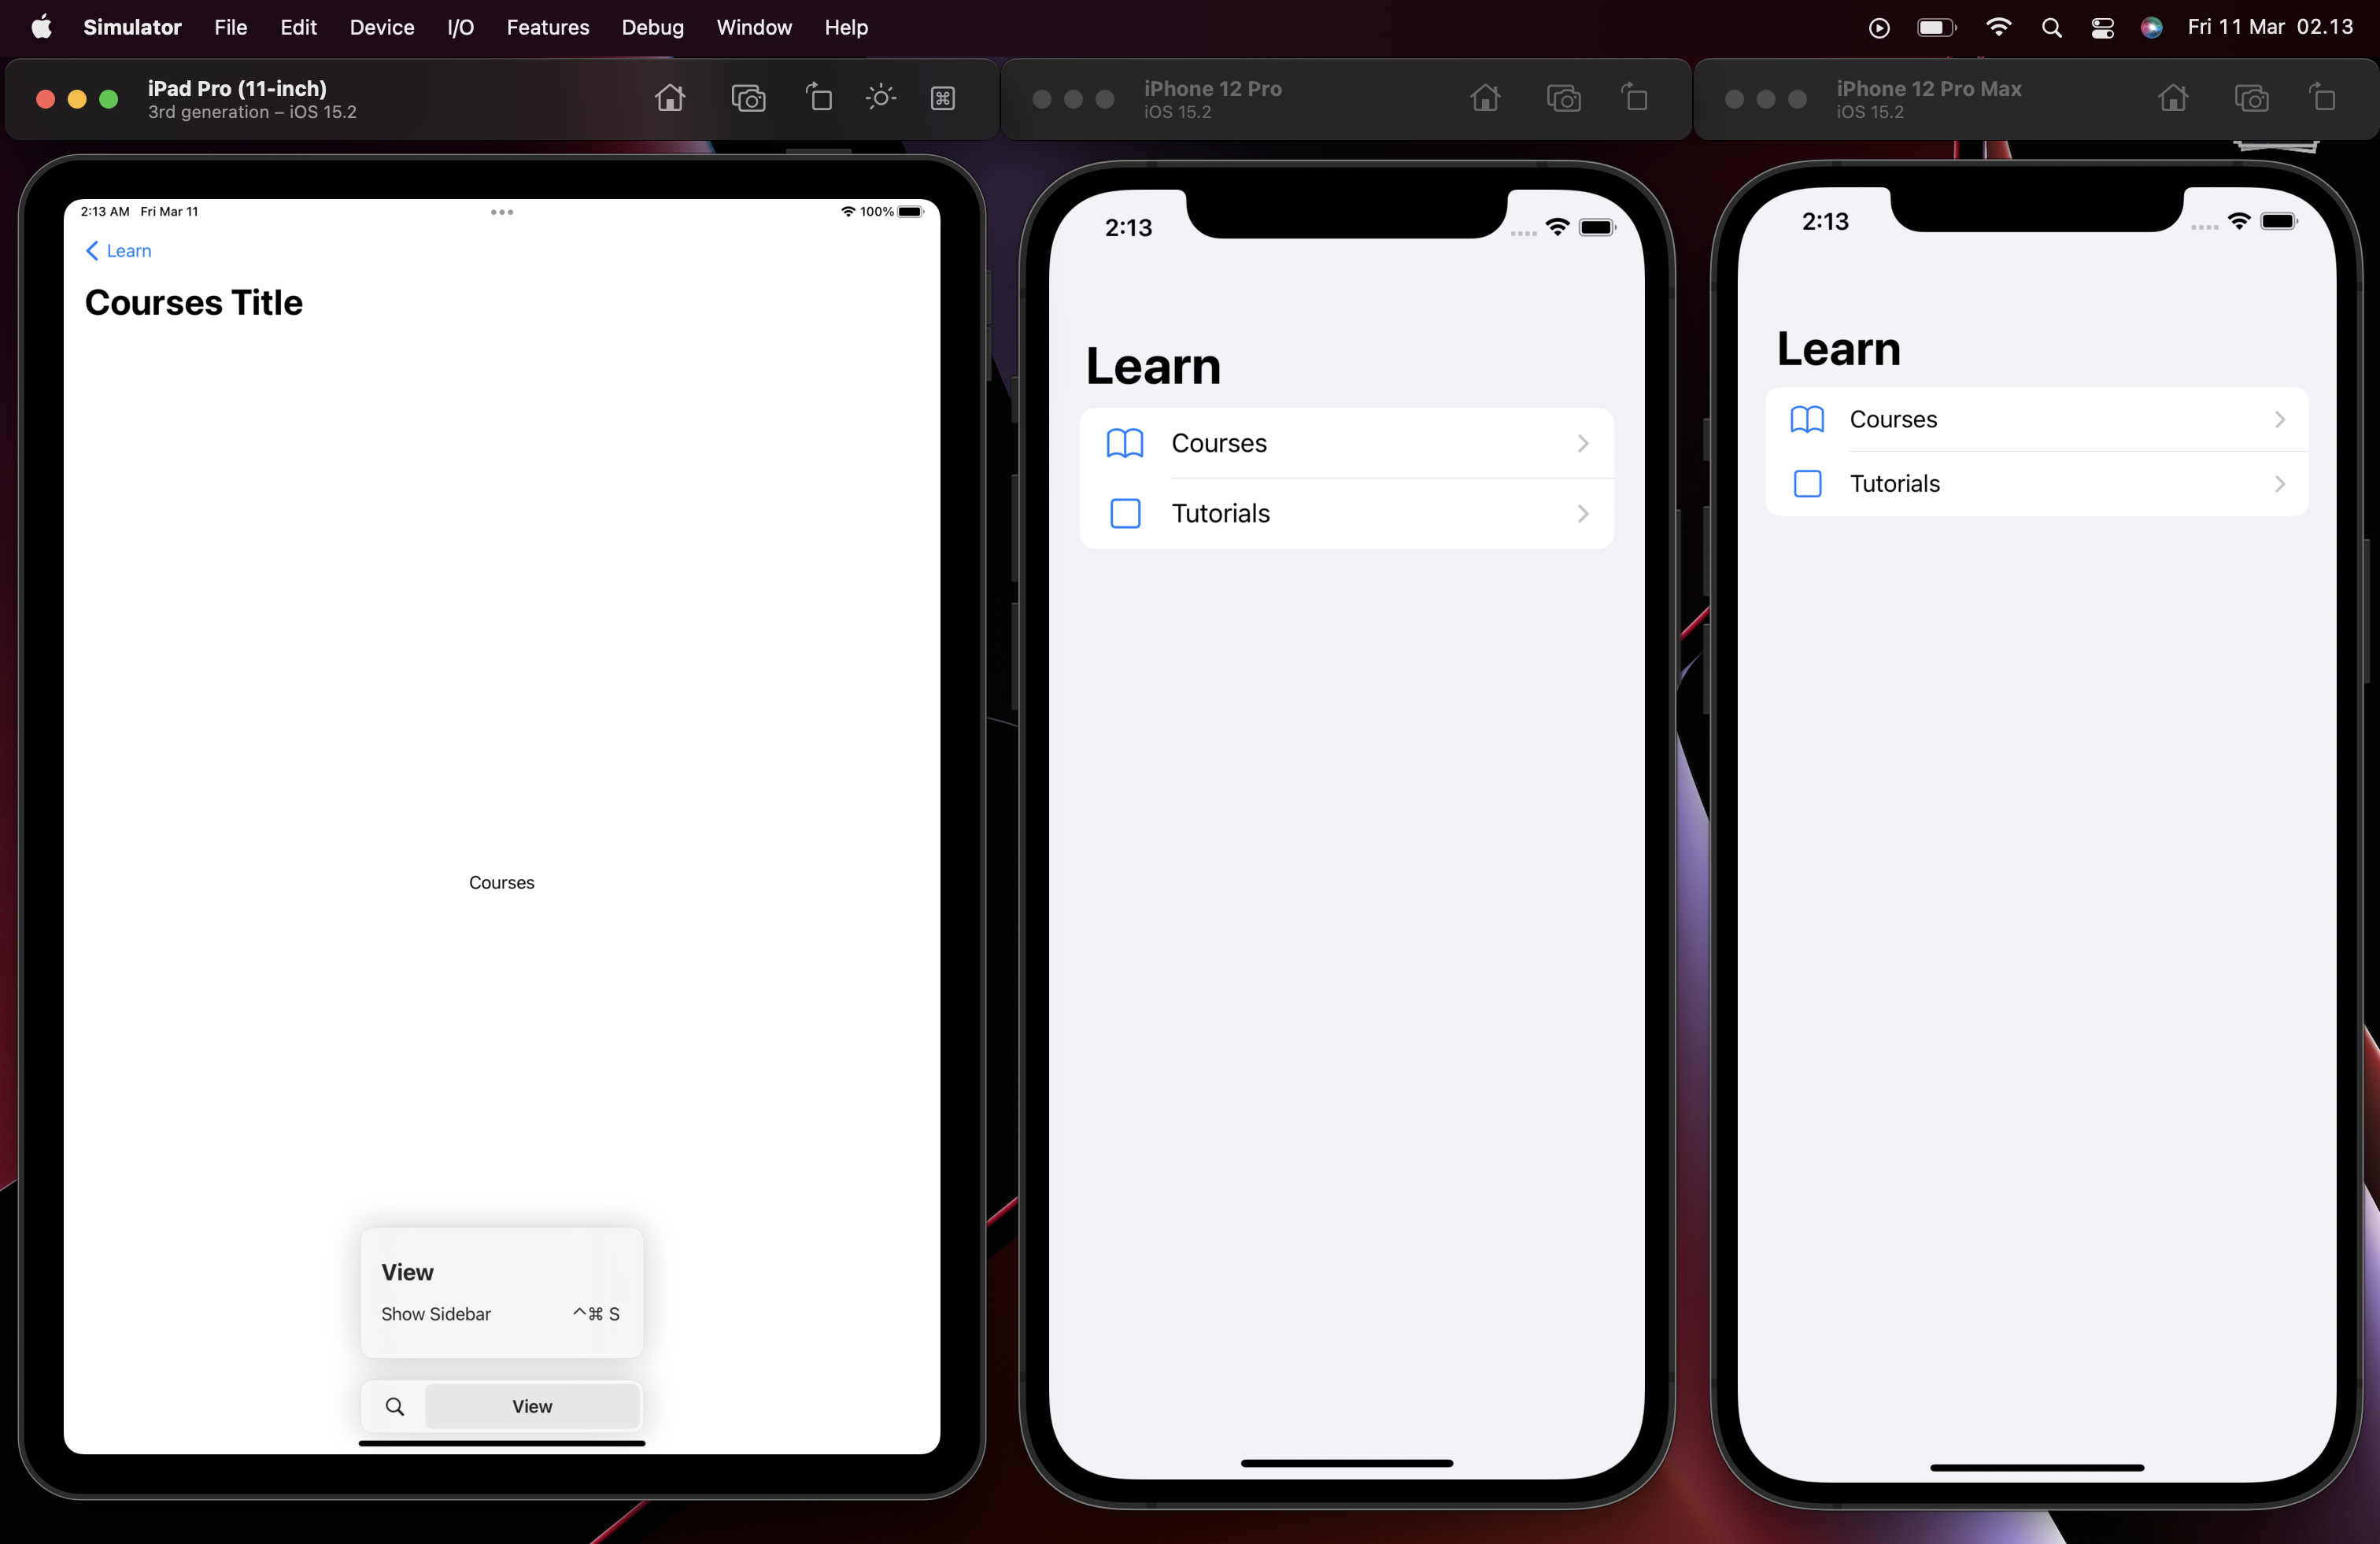 Simulator File Edit Device I/O Features Debug Window Help Fri 11 Mar 02.13
iPad Pro (11-inch)
3rd generation – iOS 15.2
2:13 AM Fri Mar 11 100%
Learn
Courses Title
Courses
View
Show Sidebar ^⌘ S
View
iPhone 12 Pro
iOS 15.2
2:13
Learn
Courses
Tutorials
iPhone 12 Pro Max
iOS 15.2
2:13
Learn
Courses
Tutorials